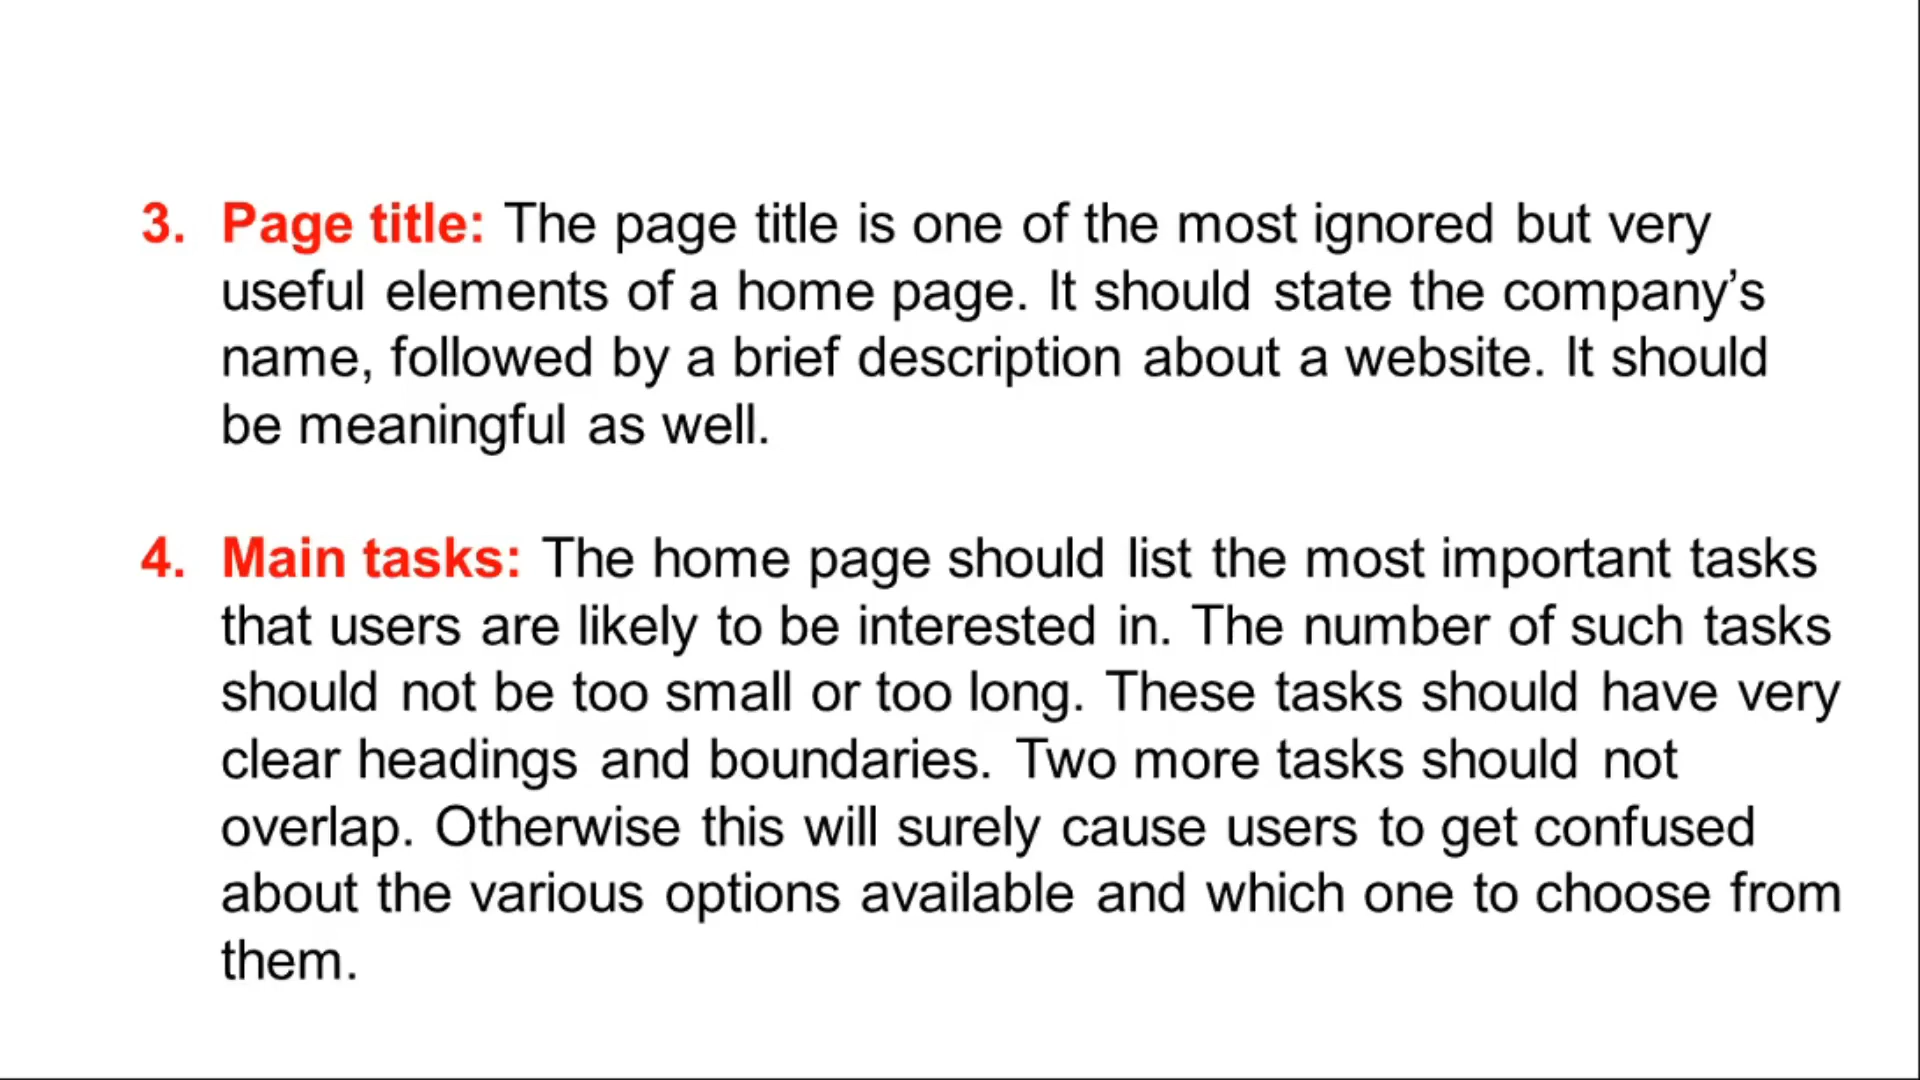 3. Page title: The page title is one of the most ignored but very
useful elements of a home page. It should state the company’s
name, followed by a brief description about a website. It should
be meaningful as well.
4. Main tasks: The home page should list the most important tasks
that users are likely to be interested in. The number of such tasks
should not be too small or too long. These tasks should have very
clear headings and boundaries. Two more tasks should not
overlap. Otherwise this will surely cause users to get confused
about the various options available and which one to choose from
them.